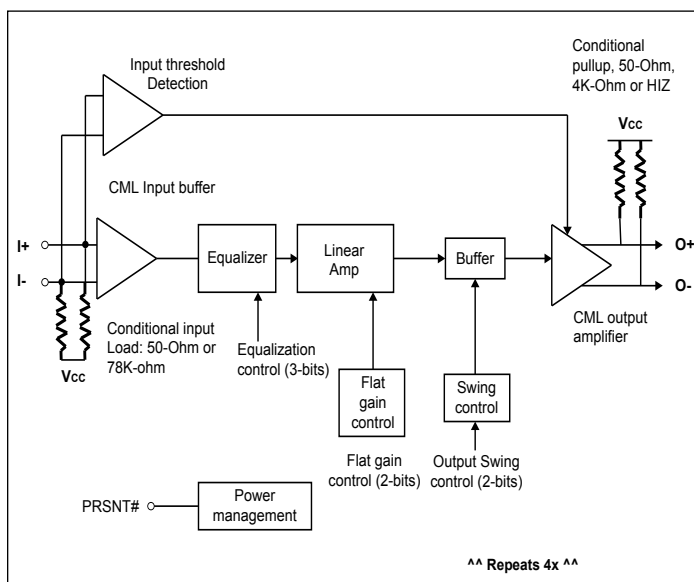 Conditional
pullup, 50-Ohm,
4K-Ohm or HIZ
Input threshold
Detection
Vcc
CML Input buffer
I+
I-
Equalizer
Linear
Amp
Buffer
O+
O-
CML output
amplifier
Conditional input
Load: 50-Ohm or
78K-ohm
Vcc
Equalization
control (3-bits)
Flat
gain
control
Swing
control
Flat gain
control (2-bits)
Output Swing
control (2-bits)
PRSNT#
Power
management
^^ Repeats 4x ^^